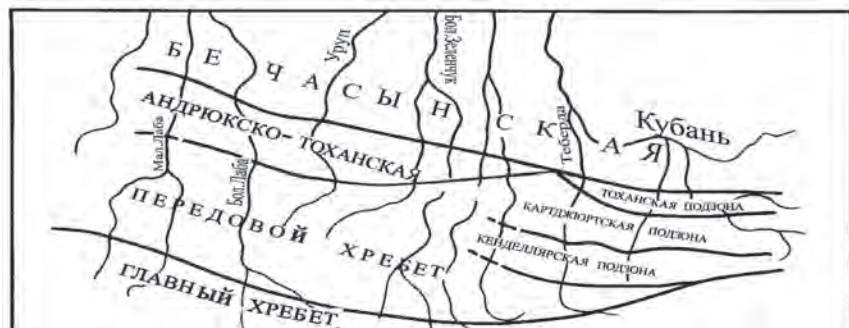 БЕЧАСЫНСКАЯ
Уруп
Бол.Зеленчук
Теберда
Кубань
АНДРЮКСКО-ТОХАНСКАЯ
Мал.Лаба
Бол.Лаба
ТОХАНСКАЯ ПОДЗОНА
КАРТДЖЮРТСКАЯ ПОДЗОНА
КЕНДЕЛЛЯРСКАЯ ПОДЗОНА
ПЕРЕДОВОЙ ХРЕБЕТ
ГЛАВНЫЙ ХРЕБЕТ